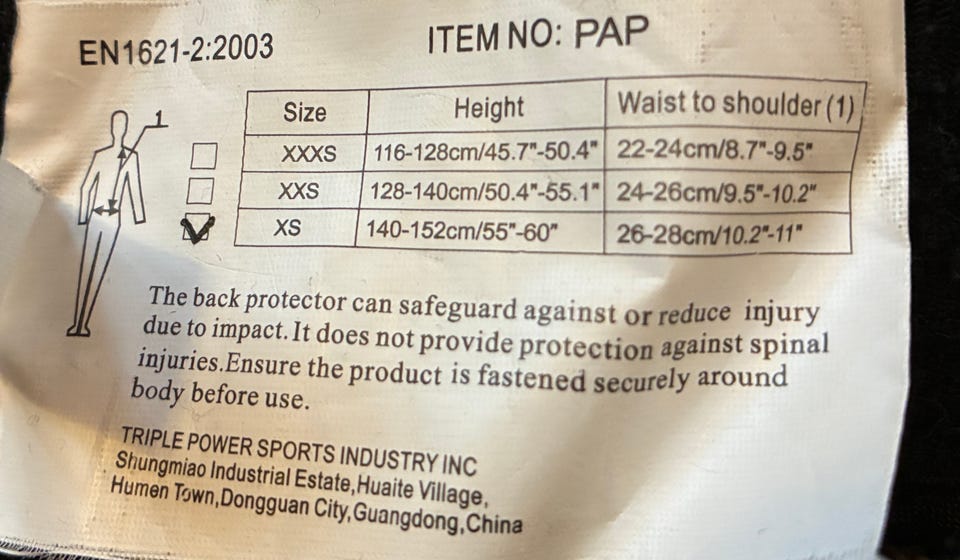 EN1621-2:2003 ITEM NO: PAP
1
Size Height Waist to shoulder (1)
XXXS 116-128cm/45.7"-50.4" 22-24cm/8.7"-9.5"
XXS 128-140cm/50.4"-55.1" 24-26cm/9.5"-10.2"
XS 140-152cm/55"-60" 26-28cm/10.2"-11"
The back protector can safeguard against or reduce injury
due to impact.It does not provide protection against spinal
injuries.Ensure the product is fastened securely around
body before use.
TRIPLE POWER SPORTS INDUSTRY INC
Shungmiao Industrial Estate,Huaite Village,
Humen Town,Dongguan City,Guangdong,China